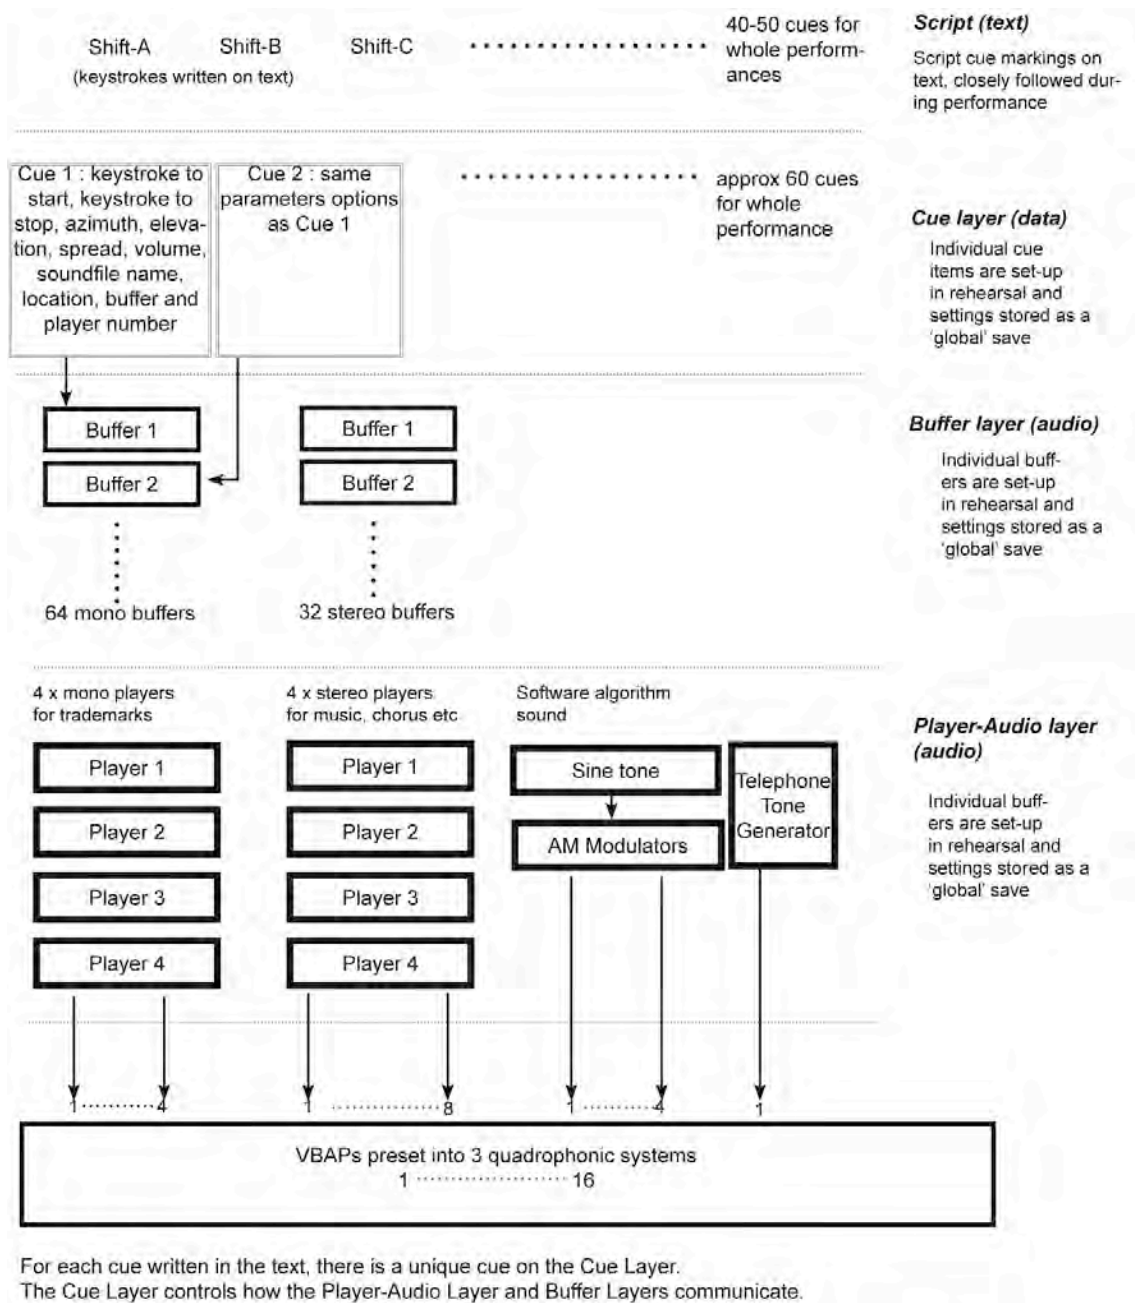 Shift-A
Shift-B
Shift-C
(keystrokes written on text)
40-50 cues for
whole perform-
ances
Script (text)
Script cue markings on
text, closely followed dur-
ing performance
Cue 1 : keystroke to
start, keystroke to
stop, azimuth, eleva-
tion, spread, volume,
soundfile name,
location, buffer and
player number
Cue 2 : same
parameters options
as Cue 1
approx 60 cues
for whole
performance
Cue layer (data)
Individual cue
items are set-up
in rehearsal and
settings stored as a
'global' save
Buffer 1
Buffer 2
64 mono buffers
Buffer 1
Buffer 2
32 stereo buffers
Buffer layer (audio)
Individual buff-
ers are set-up
in rehearsal and
settings stored as a
'global' save
4 x mono players
for trademarks
Player 1
Player 2
Player 3
Player 4
4 x stereo players
for music, chorus etc
Player 1
Player 2
Player 3
Player 4
Software algorithm
sound
Sine tone
AM Modulators
Telephone
Tone
Generator
Player-Audio layer
(audio)
Individual buff-
ers are set-up
in rehearsal and
settings stored as a
'global' save
1 4
1 8
1 4
1
VBAPs preset into 3 quadrophonic systems
1 16
For each cue written in the text, there is a unique cue on the Cue Layer.
The Cue Layer controls how the Player-Audio Layer and Buffer Layers communicate.